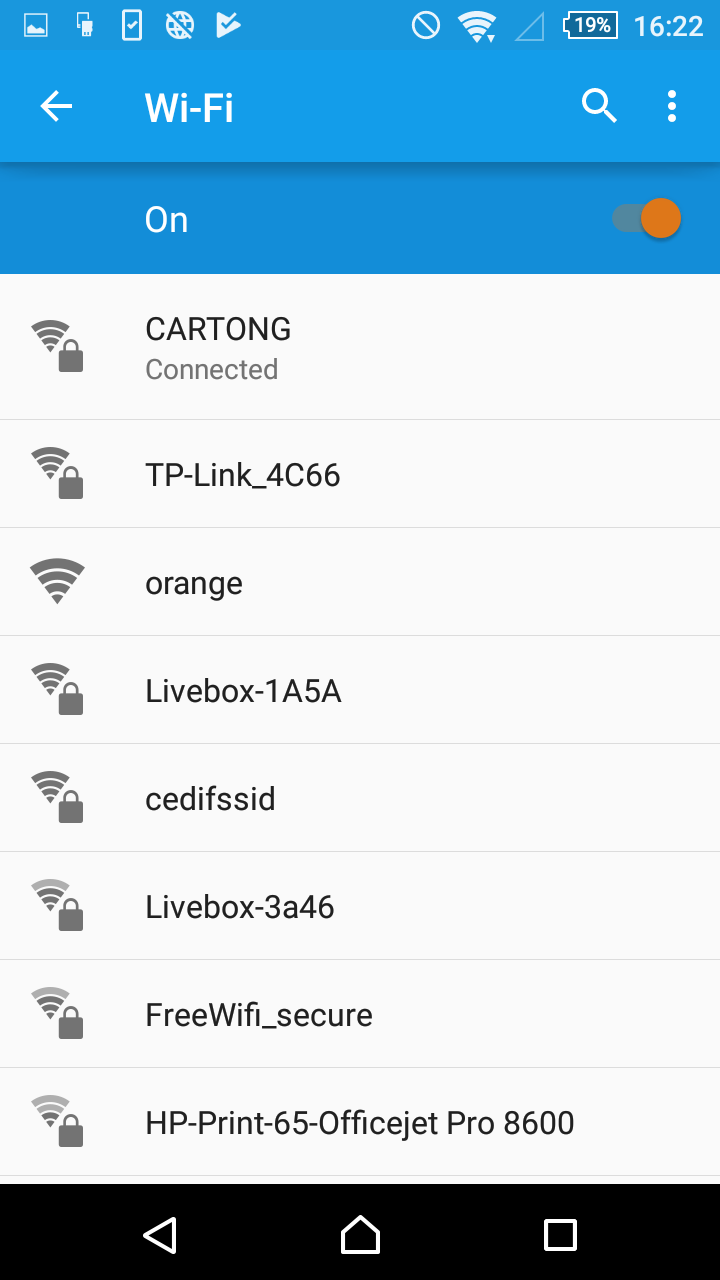 19% 16:22
Wi-Fi
On
CARTONG
Connected
TP-Link_4C66
orange
Livebox-1A5A
cedifssid
Livebox-3a46
FreeWifi_secure
HP-Print-65-Officejet Pro 8600